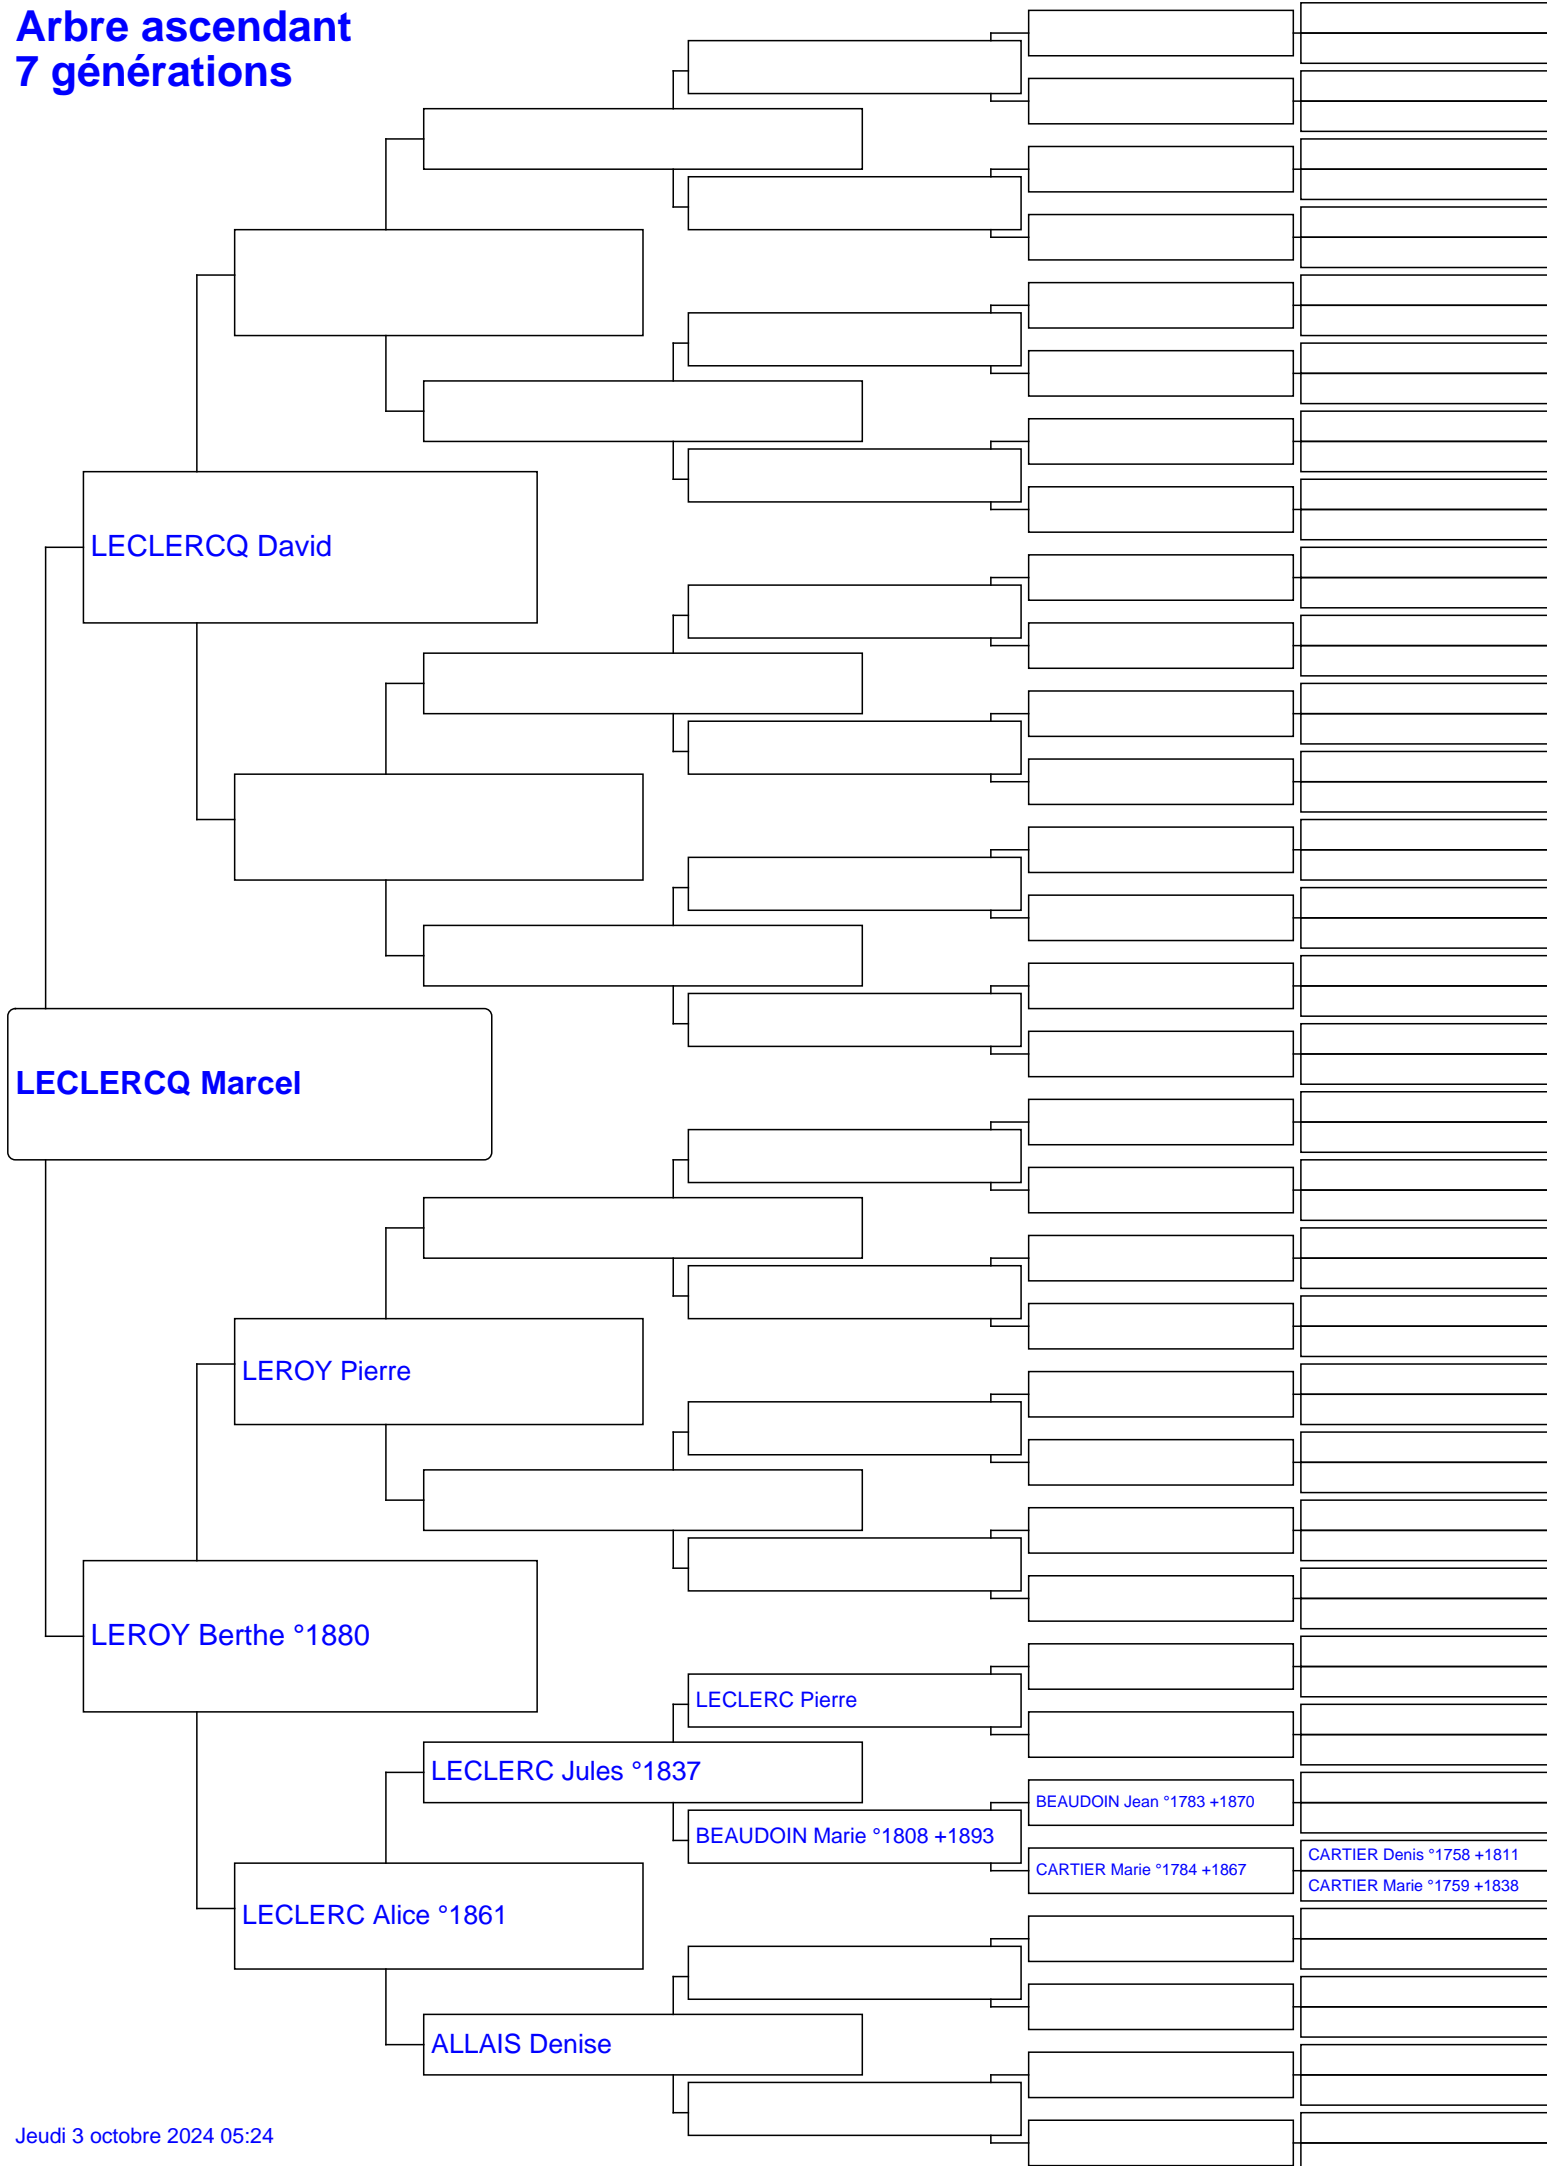 Arbre ascendant
7 générations
LECLERCQ David
LECLERCQ Marcel
LEROY Pierre
LEROY Berthe °1880
LECLERC Pierre
LECLERC Jules °1837
BEAUDOIN Jean °1783 +1870
BEAUDOIN Marie °1808 +1893
CARTIER Denis °1758 +1811
CARTIER Marie °1784 +1867
CARTIER Marie °1759 +1838
LECLERC Alice °1861
ALLAIS Denise
Jeudi 3 octobre 2024 05:24